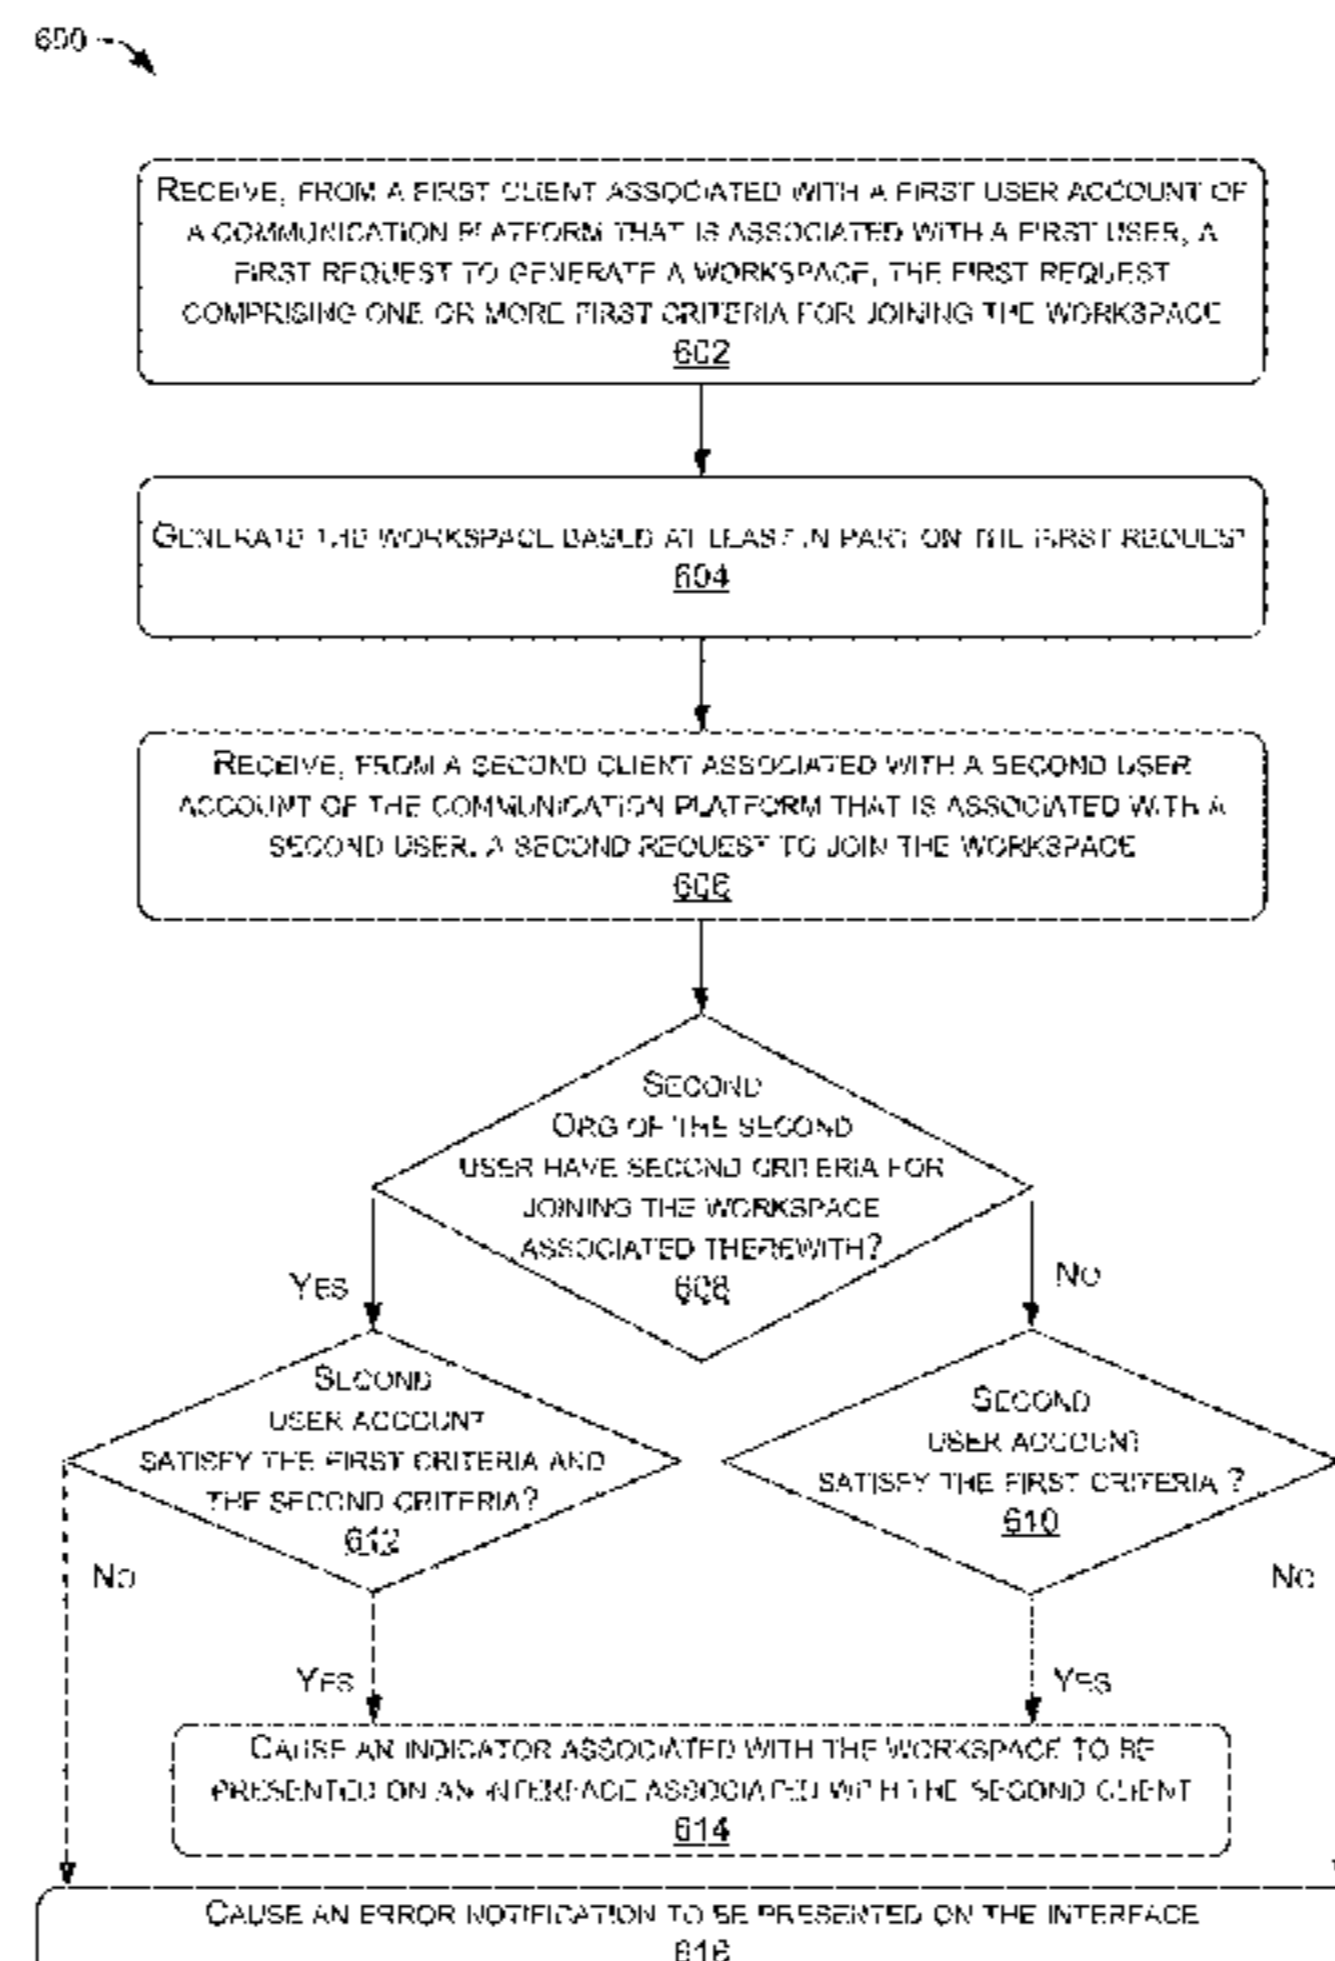 600
RECEIVE, FROM A FIRST CLIENT ASSOCIATED WITH A FIRST USER ACCOUNT OF
A COMMUNICATION PLATFORM THAT IS ASSOCIATED WITH A FIRST USER, A
FIRST REQUEST TO GENERATE A WORKSPACE, THE FIRST REQUEST
COMPRISING ONE OR MORE FIRST CRITERIA FOR JOINING THE WORKSPACE
602
GENERATE THE WORKSPACE BASED AT LEAST IN PART ON THE FIRST REQUEST
604
RECEIVE, FROM A SECOND CLIENT ASSOCIATED WITH A SECOND USER
ACCOUNT OF THE COMMUNICATION PLATFORM THAT IS ASSOCIATED WITH A
SECOND USER, A SECOND REQUEST TO JOIN THE WORKSPACE
606
SECOND
ORG OF THE SECOND
USER HAVE SECOND CRITERIA FOR
JOINING THE WORKSPACE
ASSOCIATED THEREWITH?
608
YES
NO
SECOND
USER ACCOUNT
SATISFY THE FIRST CRITERIA AND
THE SECOND CRITERIA?
612
SECOND
USER ACCOUNT
SATISFY THE FIRST CRITERIA ?
610
NO
NO
YES
YES
CAUSE AN INDICATOR ASSOCIATED WITH THE WORKSPACE TO BE
PRESENTED ON AN INTERFACE ASSOCIATED WITH THE SECOND CLIENT
614
CAUSE AN ERROR NOTIFICATION TO BE PRESENTED ON THE INTERFACE
616